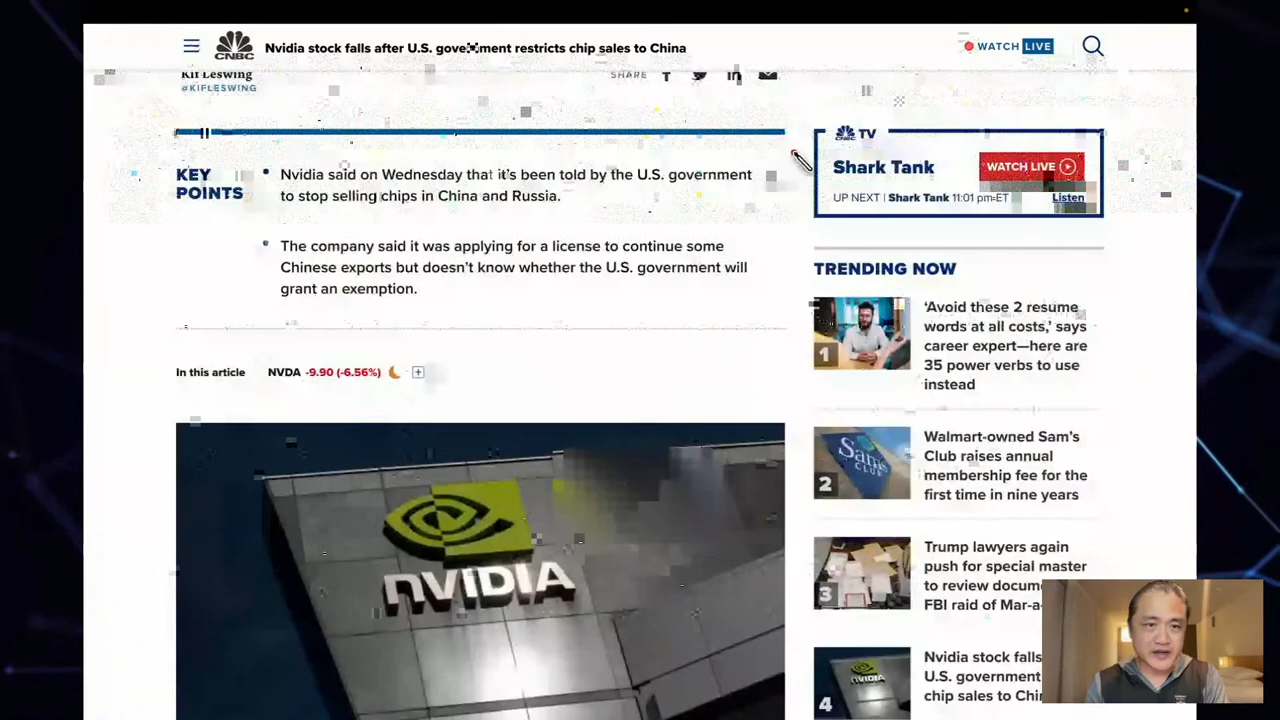 CNBC
Nvidia stock falls after U.S. government restricts chip sales to China
WATCH LIVE
Kif Leswing
@KIFLESWING
SHARE
KEY
POINTS
Nvidia said on Wednesday that it's been told by the U.S. government
to stop selling chips in China and Russia.
The company said it was applying for a license to continue some
Chinese exports but doesn't know whether the U.S. government will
grant an exemption.
In this article
NVDA -9.90 (-6.56%)
NVIDIA
CNBC TV
Shark Tank
WATCH LIVE
UP NEXT | Shark Tank 11:01 pm ET
Listen
TRENDING NOW
1
‘Avoid these 2 resume
words at all costs,’ says
career expert—here are
35 power verbs to use
instead
2
Sam's
CLUB
Walmart-owned Sam’s
Club raises annual
membership fee for the
first time in nine years
3
Trump lawyers again
push for special master
to review docum
FBI raid of Mar-a-
4
NVIDIA
Nvidia stock falls
U.S. government
chip sales to Chi